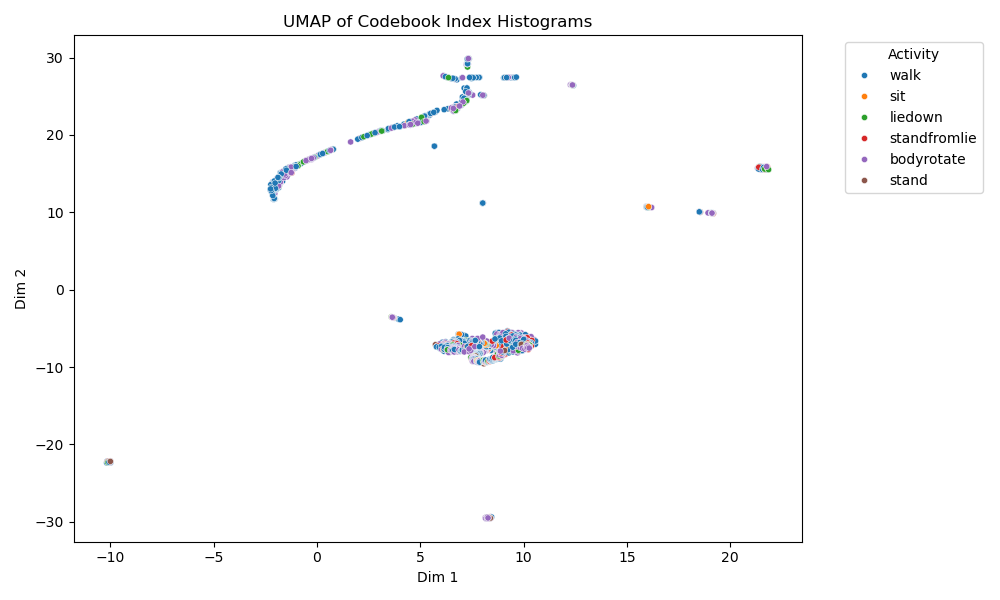 UMAP of Codebook Index Histograms
Activity
walk
sit
liedown
standfromlie
bodyrotate
stand
Dim 2
30
20
10
0
−10
−20
−30
−10 −5 0 5 10 15 20
Dim 1